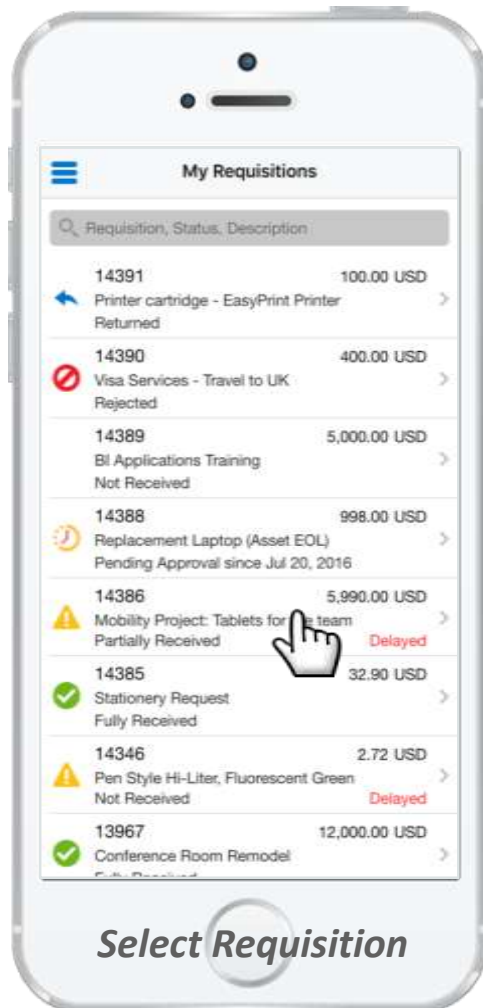 My Requisitions
Requisition, Status, Description
14391 100.00 USD
Printer cartridge - EasyPrint Printer
Returned
14390 400.00 USD
Visa Services - Travel to UK
Rejected
14389 5,000.00 USD
BI Applications Training
Not Received
14388 998.00 USD
Replacement Laptop (Asset EOL)
Pending Approval since Jul 20, 2016
14386 5,990.00 USD
Mobility Project: Tablets for team
Partially Received Delayed
14385 32.90 USD
Stationery Request
Fully Received
14346 2.72 USD
Pen Style Hi-Liter, Fluorescent Green
Not Received Delayed
13967 12,000.00 USD
Conference Room Remodel
Select Requisition